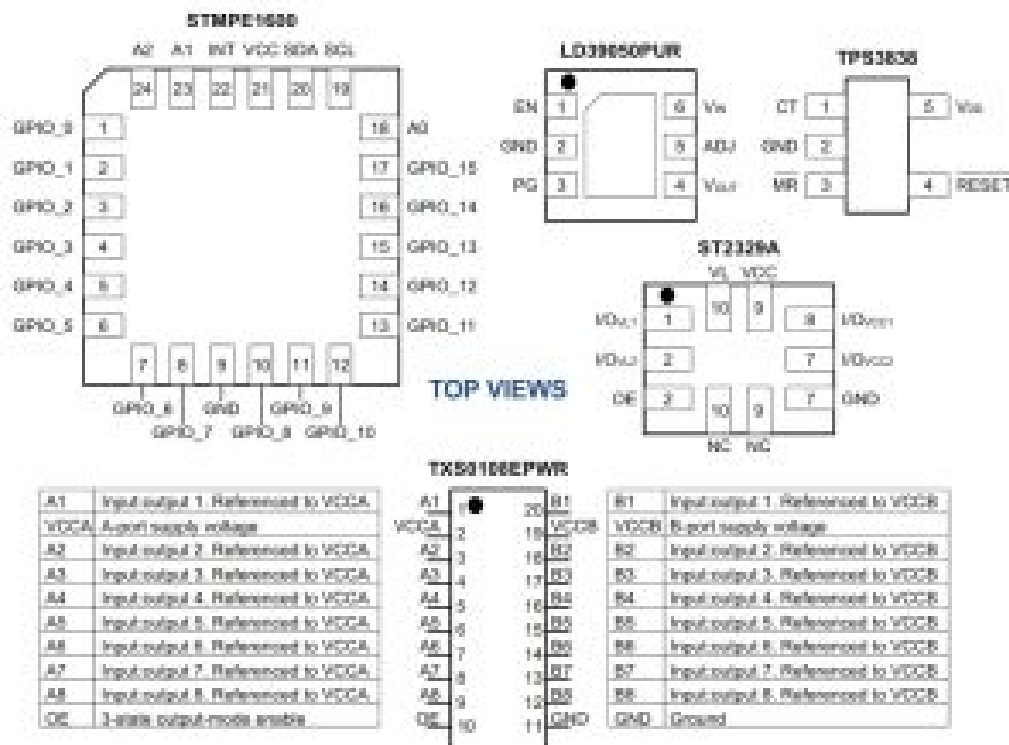 STMPE1600
A2 A1 INT VCC SDA SCL
24 23 22 21 20 19
GPIO_0 1 18 A0
GPIO_1 2 17 GPIO_15
GPIO_2 3 16 GPIO_14
GPIO_3 4 15 GPIO_13
GPIO_4 5 14 GPIO_12
GPIO_5 6 13 GPIO_11
7 8 9 10 11 12
GPIO_6 GND GPIO_9
GPIO_7 GPIO_8 GPIO_10
LD39050PUR
EN 1 6 VIN
GND 2 5 ADJ
PG 3 4 VOUT
TPS3838
CT 1 5 VDD
GND 2
MR 3 4 RESET
ST2329A
VL VCC
10 9
I/OVL1 1 8 I/OVCC1
I/OVL2 2 7 I/OVCC2
OE 2 7 GND
10 9
NC NC
TOP VIEWS
TXS0108EPWR
A1 Input output 1. Referenced to VCCA
VCCA A-port supply voltage
A2 Input output 2. Referenced to VCCA
A3 Input output 3. Referenced to VCCA
A4 Input output 4. Referenced to VCCA
A5 Input output 5. Referenced to VCCA
A6 Input output 6. Referenced to VCCA
A7 Input output 7. Referenced to VCCA
A8 Input output 8. Referenced to VCCA
OE 3-state output-mode enable
A1 1 20 B1
VCCA 2 19 VCCB
A2 3 18 B2
A3 4 17 B3
A4 5 16 B4
A5 6 15 B5
A6 7 14 B6
A7 8 13 B7
A8 9 12 B8
OE 10 11 GND
B1 Input output 1. Referenced to VCCB
VCCB B-port supply voltage
B2 Input output 2. Referenced to VCCB
B3 Input output 3. Referenced to VCCB
B4 Input output 4. Referenced to VCCB
B5 Input output 5. Referenced to VCCB
B6 Input output 6. Referenced to VCCB
B7 Input output 7. Referenced to VCCB
B8 Input output 8. Referenced to VCCB
GND Ground